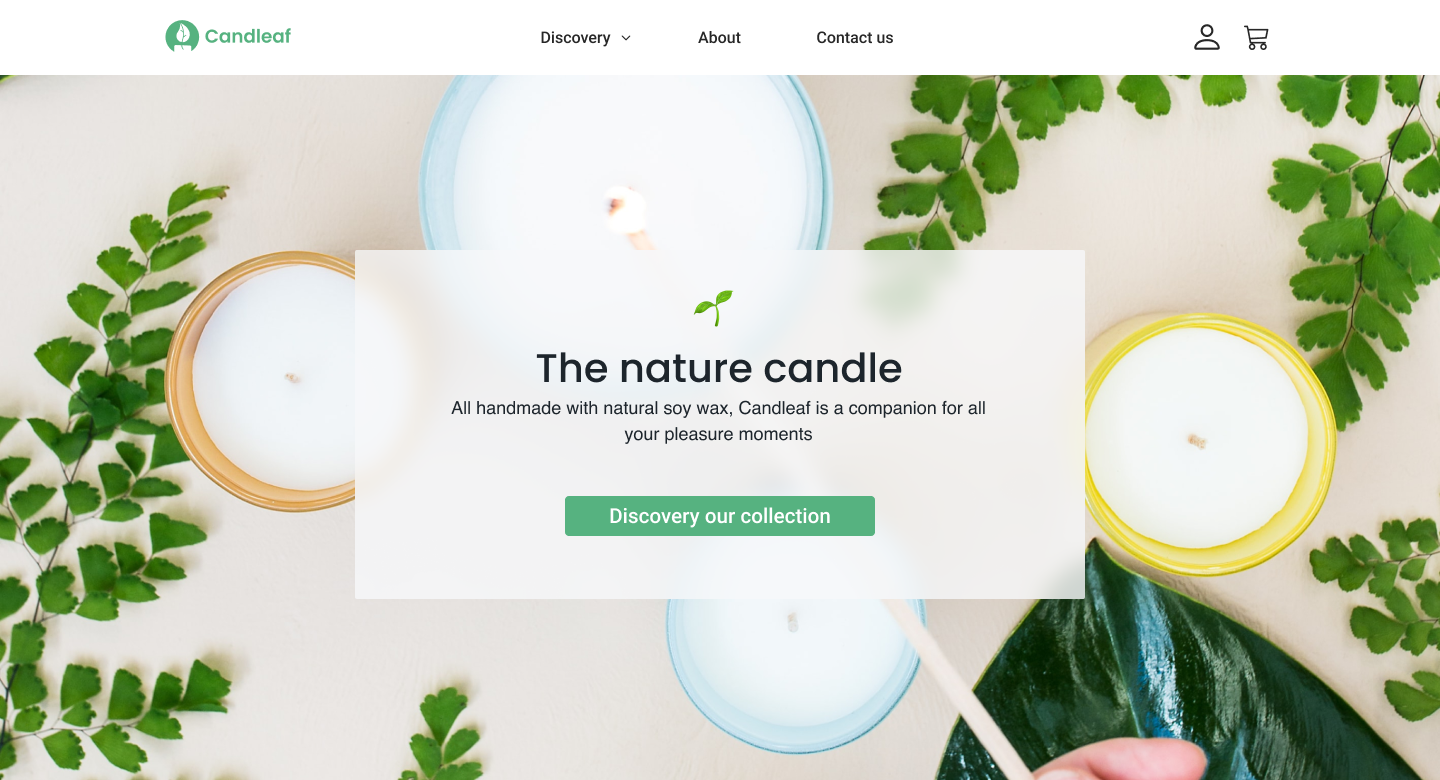 Candleaf
Discovery
About
Contact us
The nature candle
All handmade with natural soy wax, Candleaf is a companion for all
your pleasure moments
Discovery our collection